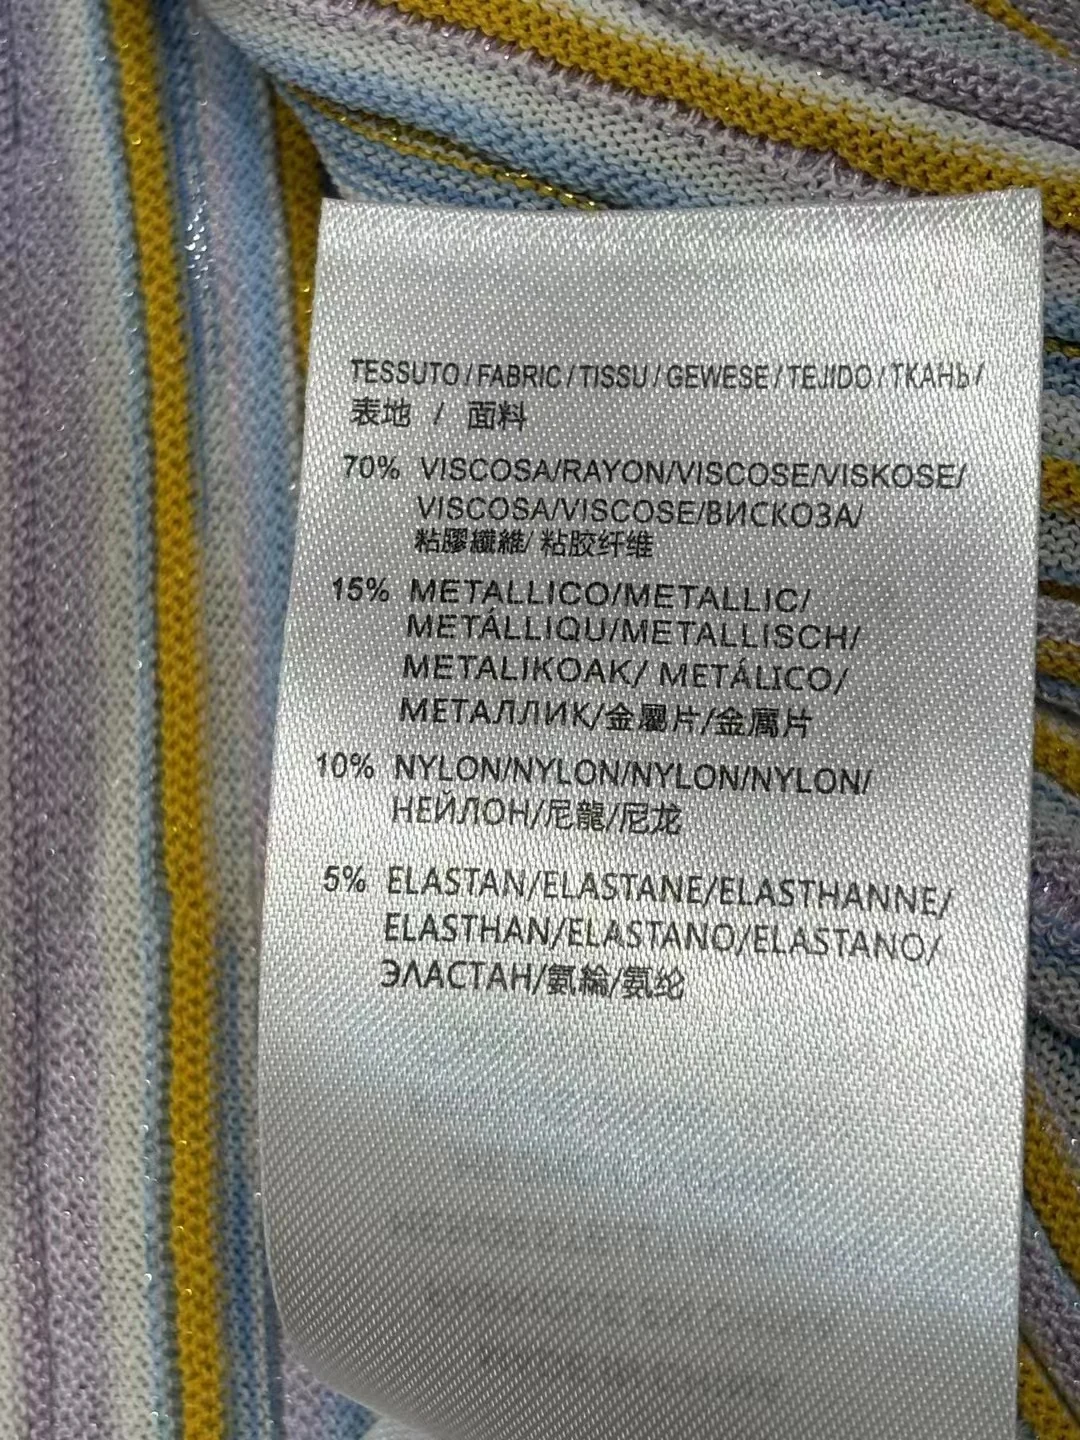 TESSUTO/FABRIC/TISSU/GEWESE/TEJIDO/ТКАНЬ/
表地 / 面料
70% VISCOSA/RAYON/VISCOSE/VISKOSE/
VISCOSA/VISCOSE/ВИСКОЗА/
粘膠纖維/粘胶纤维
15% METALLICO/METALLIC/
METÁLLIQU/METALLISCH/
METALIKOAK/ METÁLICO/
МЕТАЛЛИК/金屬片/金属片
10% NYLON/NYLON/NYLON/NYLON/
НЕЙЛОН/尼龍/尼龙
5% ELASTAN/ELASTANE/ELASTHANNE/
ELASTHAN/ELASTANO/ELASTANO/
ЭЛАСТАН/氨綸/氨纶